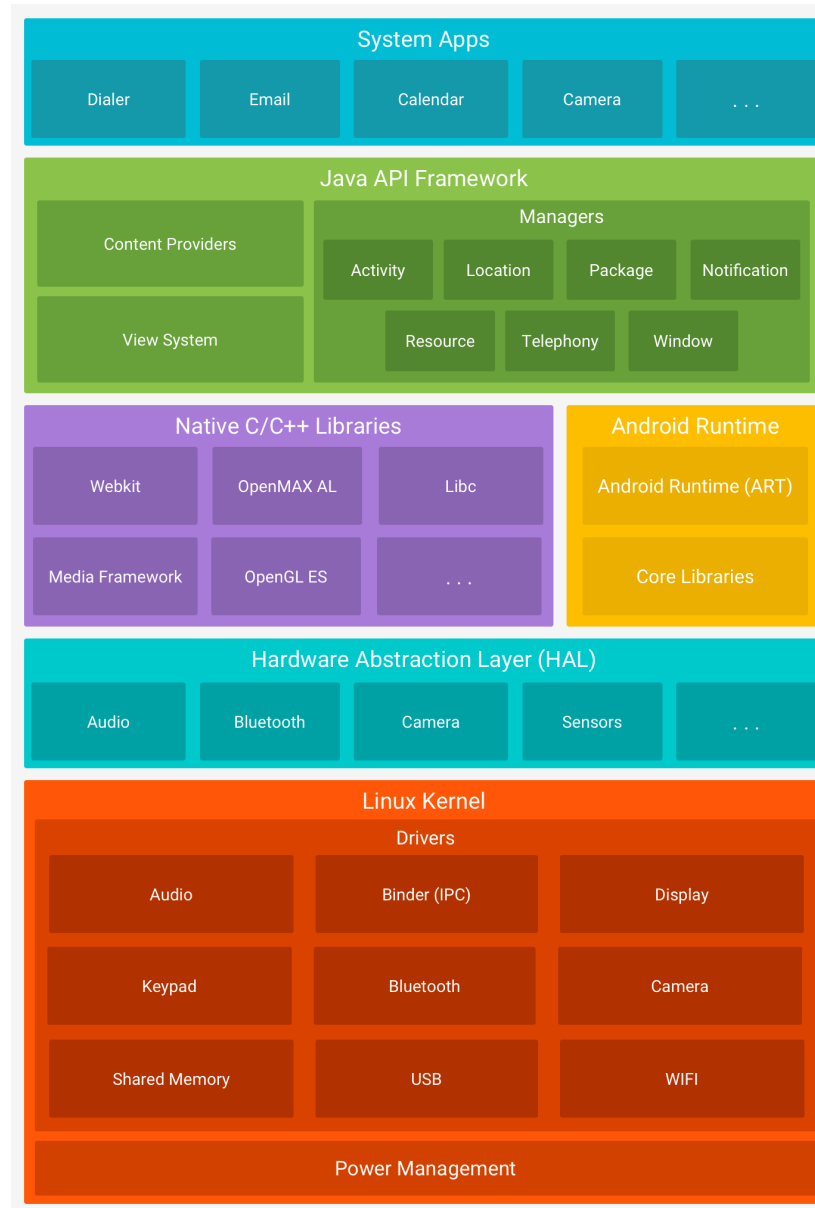 System Apps
Dialer
Email
Calendar
Camera
. . .
Java API Framework
Content Providers
View System
Managers
Activity
Location
Package
Notification
Resource
Telephony
Window
Native C/C++ Libraries
Webkit
OpenMAX AL
Libc
Media Framework
OpenGL ES
. . .
Android Runtime
Android Runtime (ART)
Core Libraries
Hardware Abstraction Layer (HAL)
Audio
Bluetooth
Camera
Sensors
. . .
Linux Kernel
Drivers
Audio
Binder (IPC)
Display
Keypad
Bluetooth
Camera
Shared Memory
USB
WIFI
Power Management